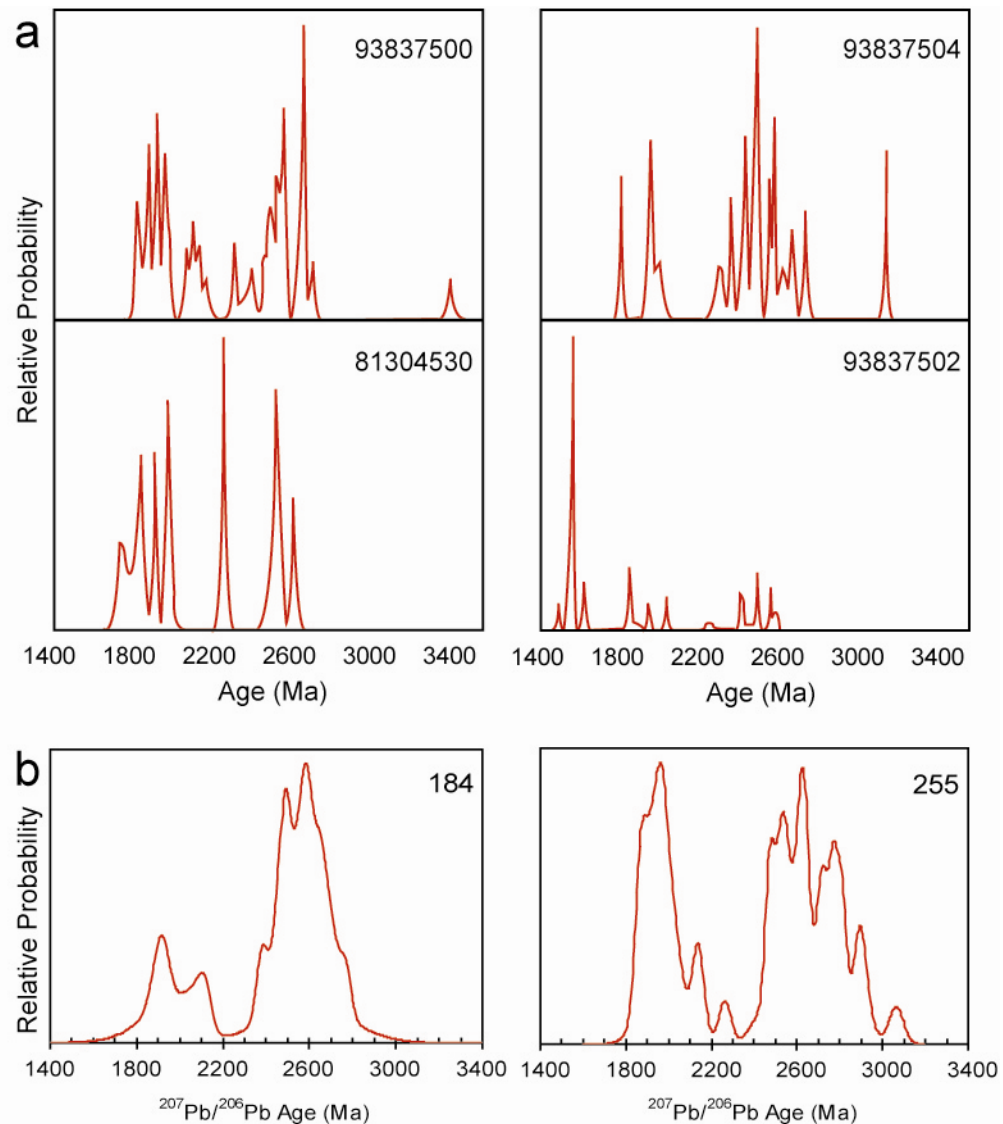 a
93837500
93837504
Relative Probability
81304530
93837502
1400 1800 2200 2600 3000 3400
1400 1800 2200 2600 3000 3400
Age (Ma)
Age (Ma)
b
184
255
Relative Probability
1400 1800 2200 2600 3000 3400
1400 1800 2200 2600 3000 3400
²⁰⁷Pb/²⁰⁶Pb Age (Ma)
²⁰⁷Pb/²⁰⁶Pb Age (Ma)